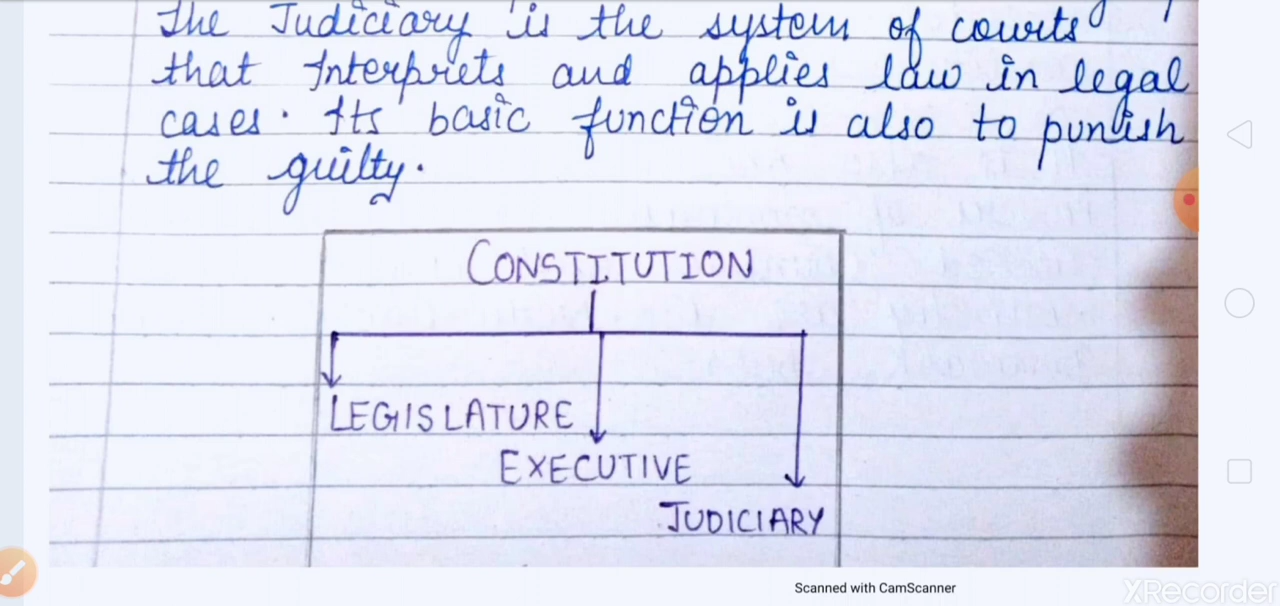 The Judiciary is the system of courts
that Interprets and applies law in legal
cases. Its basic function is also to punish
the guilty.
CONSTITUTION
LEGISLATURE
EXECUTIVE
JUDICIARY
Scanned with CamScanner
XRecorder